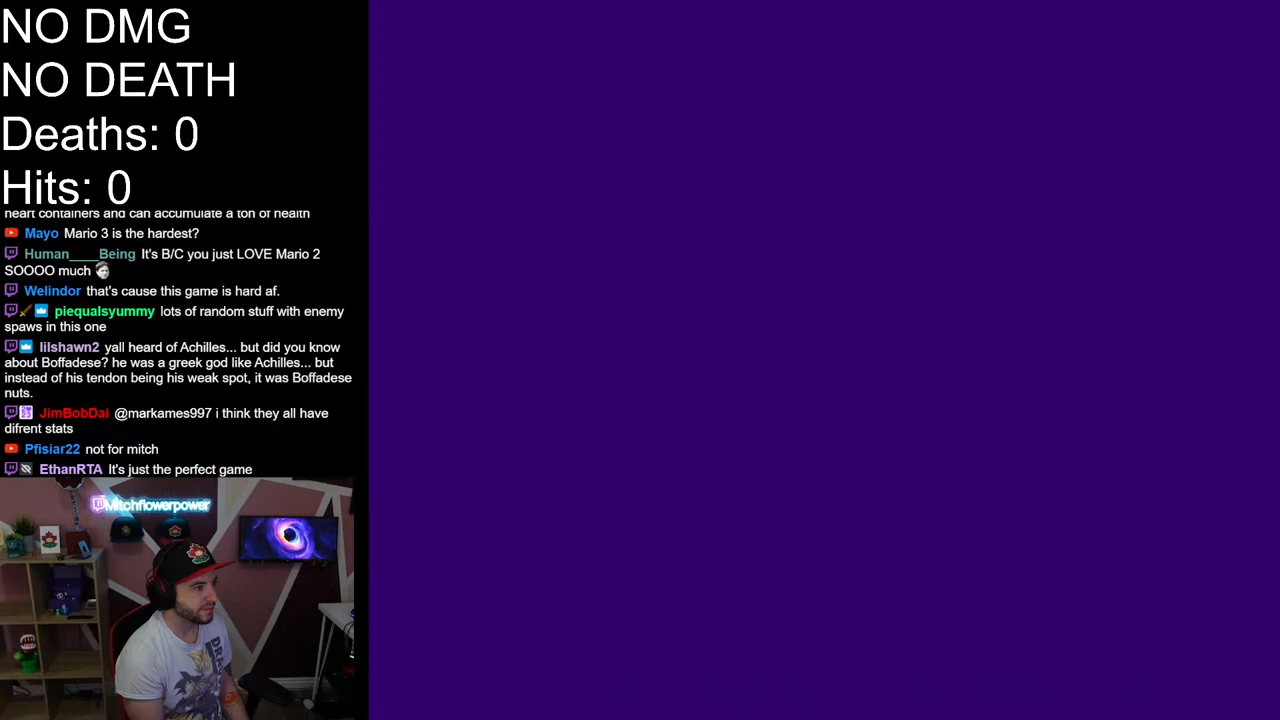 NO DMG
NO DEATH
Deaths: 0
Hits: 0
heart containers and can accumulate a ton of health
Mayo Mario 3 is the hardest?
Human____Being It's B/C you just LOVE Mario 2
SOOOO much
Welindor that's cause this game is hard af.
piequalsyummy lots of random stuff with enemy
spaws in this one
lilshawn2 yall heard of Achilles... but did you know
about Boffadese? he was a greek god like Achilles... but
instead of his tendon being his weak spot, it was Boffadese
nuts.
JimBobDai @markames997 i think they all have
difrent stats
Pfisiar22 not for mitch
EthanRTA It's just the perfect game
Mitchflowerpower